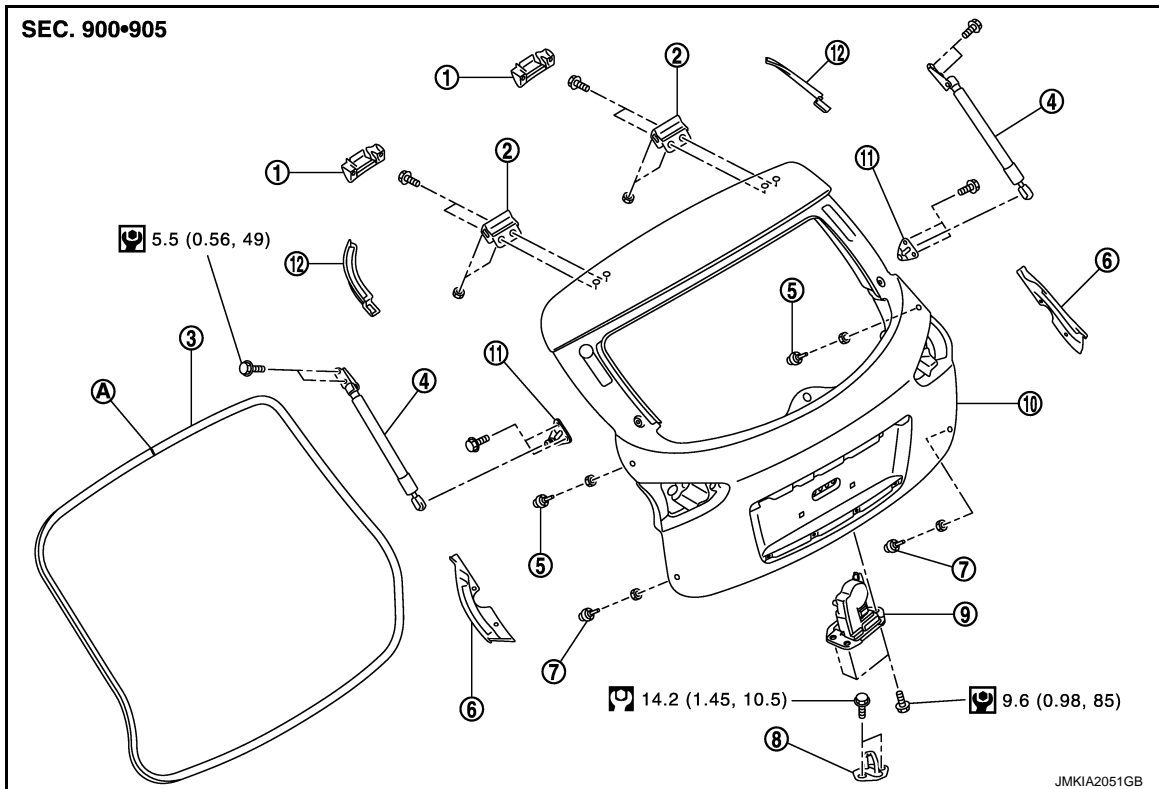 SEC. 900•905
① ② ⑫
④
① ② ⑪
5.5 (0.56, 49)
⑫ ⑥
⑤
③ ⑪
Ⓐ ④ ⑩
⑤ ⑦
⑨
⑦
⑥ 14.2 (1.45, 10.5) 9.6 (0.98, 85)
⑧
JMKIA2051GB